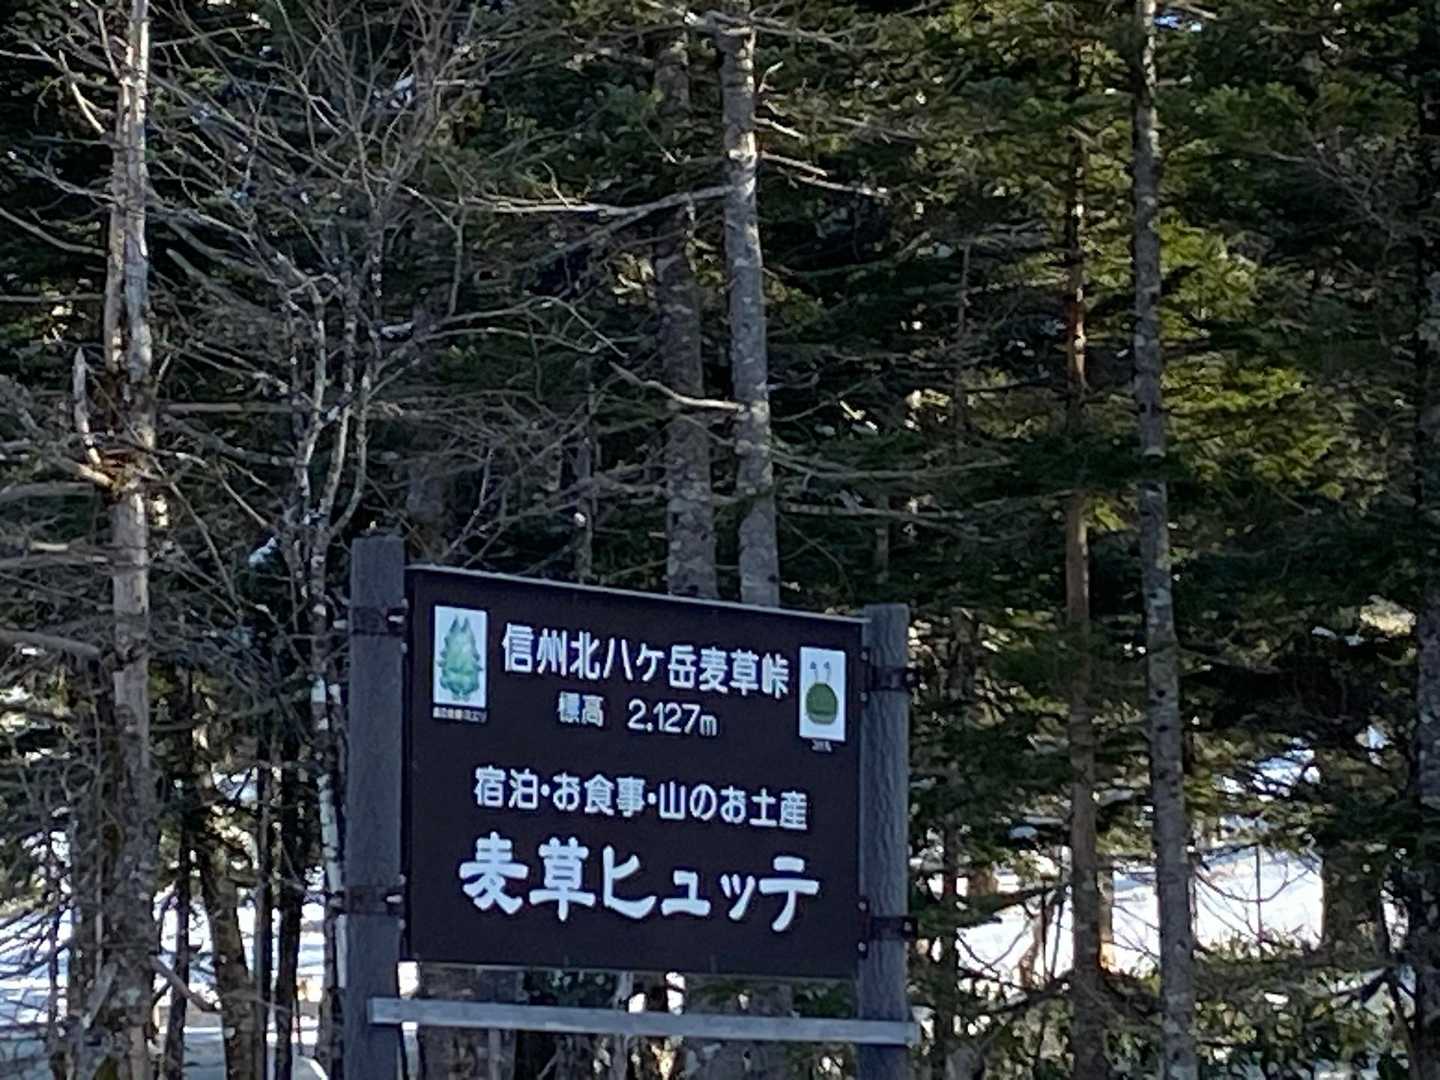 信州北八ヶ岳麦草峠
標高 2.127m
宿泊・お食事・山のお土産
麦草ヒュッテ